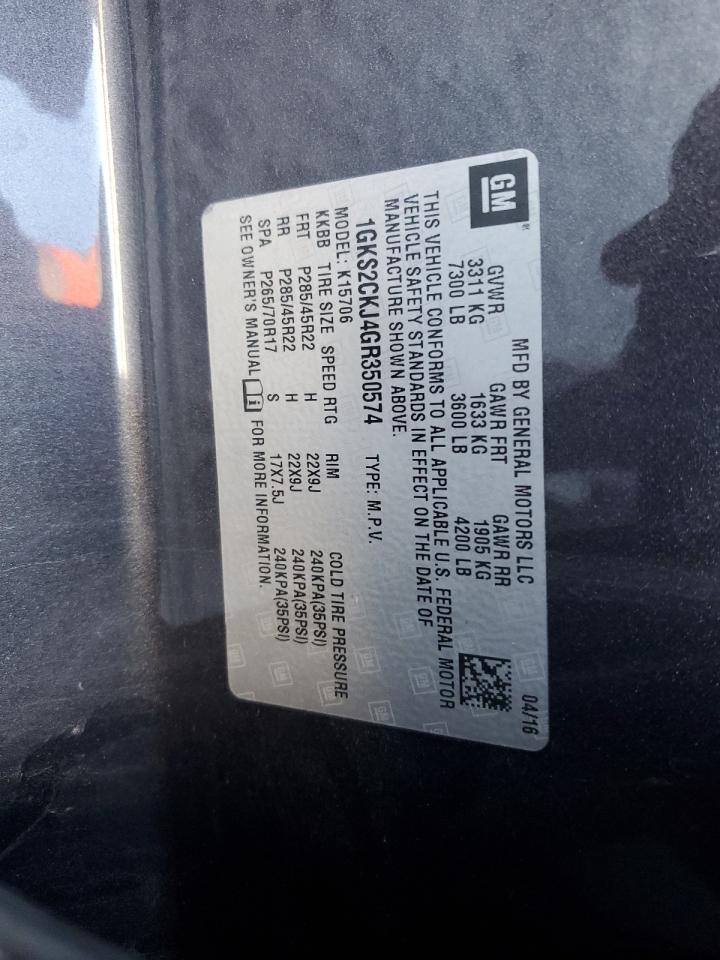 GM
MFD BY GENERAL MOTORS LLC 04/16
GVWR GAWR FRT GAWR RR
3311 KG 1633 KG 1905 KG
7300 LB 3600 LB 4200 LB
THIS VEHICLE CONFORMS TO ALL APPLICABLE U.S. FEDERAL MOTOR
VEHICLE SAFETY STANDARDS IN EFFECT ON THE DATE OF
MANUFACTURE SHOWN ABOVE.
1GKS2CKJ4GR350574 TYPE: M.P.V.
MODEL: K15706
KKBB TIRE SIZE SPEED RTG RIM COLD TIRE PRESSURE
FRT P285/45R22 H 22X9J 240KPA(35PSI)
RR P285/45R22 H 22X9J 240KPA(35PSI)
SPA P265/70R17 S 17X7.5J 240KPA(35PSI)
SEE OWNER'S MANUAL i FOR MORE INFORMATION.